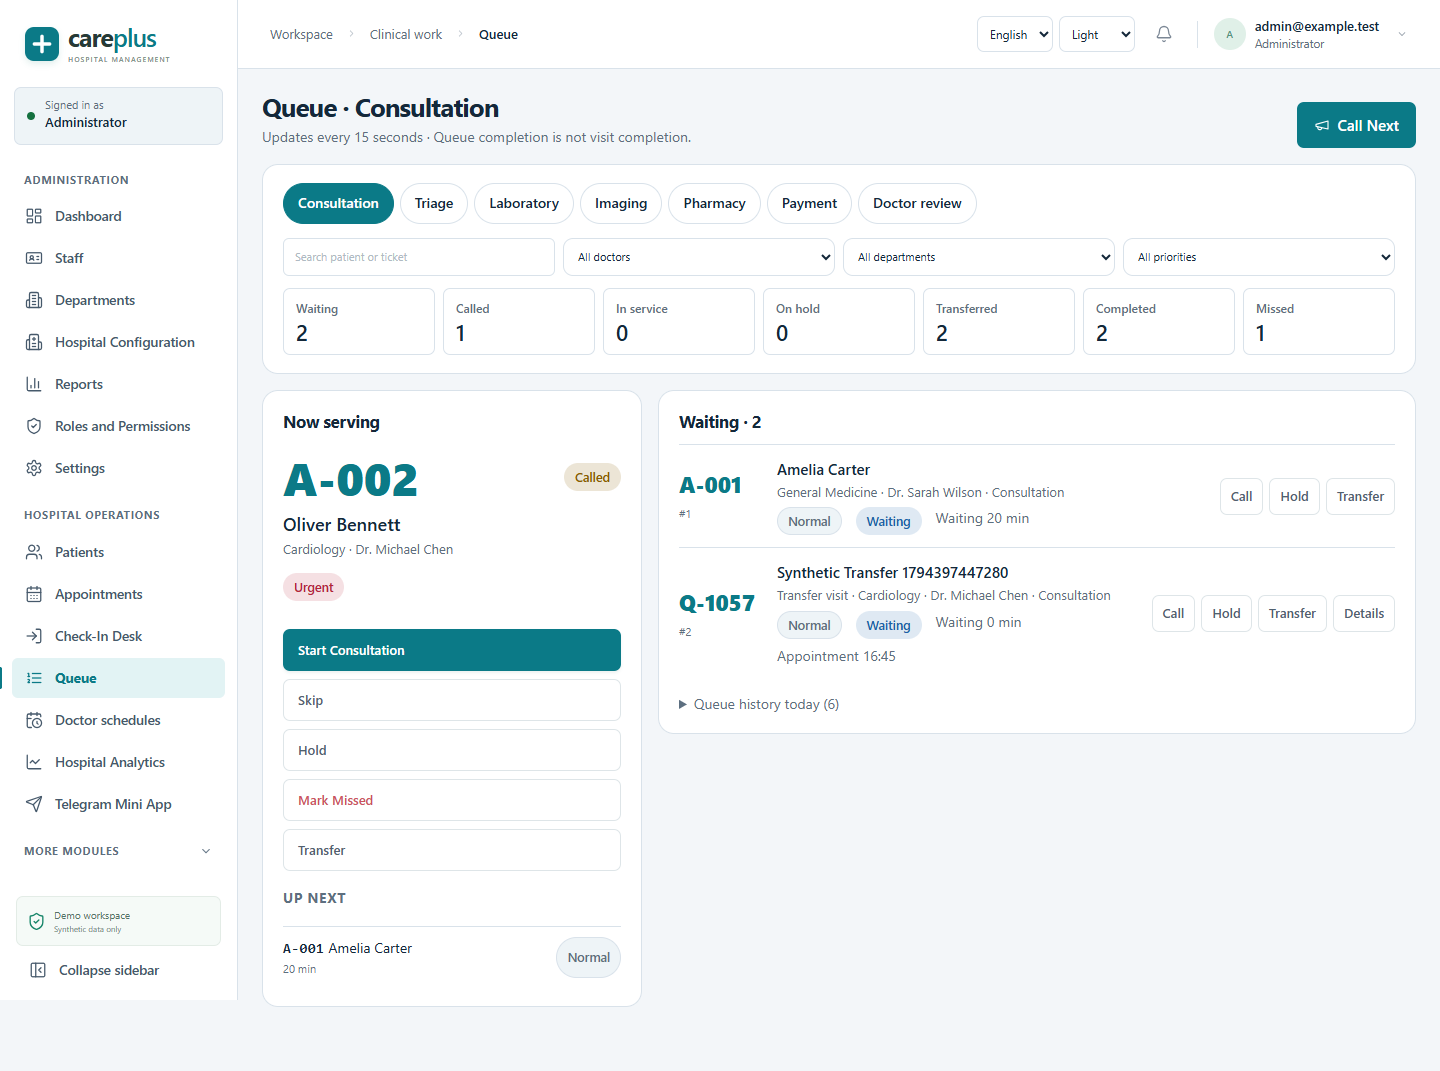 careplus
HOSPITAL MANAGEMENT
Signed in as
Administrator
ADMINISTRATION
Dashboard
Staff
Departments
Hospital Configuration
Reports
Roles and Permissions
Settings
HOSPITAL OPERATIONS
Patients
Appointments
Check-In Desk
Queue
Doctor schedules
Hospital Analytics
Telegram Mini App
MORE MODULES
Demo workspace
Synthetic data only
Collapse sidebar
Workspace > Clinical work > Queue
English
Light
A
admin@example.test
Administrator
Queue · Consultation
Updates every 15 seconds · Queue completion is not visit completion.
Call Next
Consultation Triage Laboratory Imaging Pharmacy Payment Doctor review
Search patient or ticket All doctors All departments All priorities
Waiting Called In service On hold Transferred Completed Missed
2 1 0 0 2 2 1
Now serving
A-002 Called
Oliver Bennett
Cardiology · Dr. Michael Chen
Urgent
Start Consultation
Skip
Hold
Mark Missed
Transfer
UP NEXT
A-001 Amelia Carter
20 min
Normal
Waiting · 2
A-001
#1
Amelia Carter
General Medicine · Dr. Sarah Wilson · Consultation
Normal Waiting Waiting 20 min
Call Hold Transfer
Q-1057
#2
Synthetic Transfer 1794397447280
Transfer visit · Cardiology · Dr. Michael Chen · Consultation
Normal Waiting Waiting 0 min
Appointment 16:45
Call Hold Transfer Details
Queue history today (6)